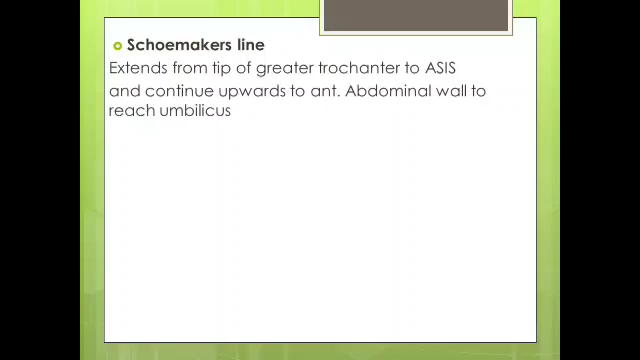 Schoemakers line
Extends from tip of greater trochanter to ASIS
and continue upwards to ant. Abdominal wall to
reach umbilicus